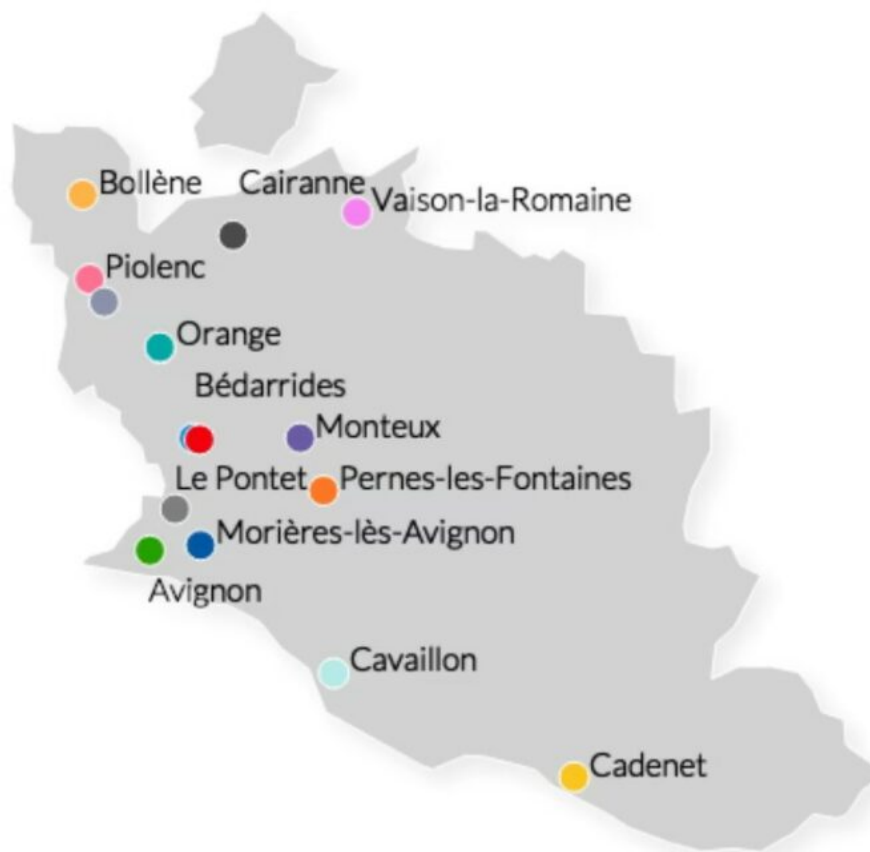 Bollène
Cairanne
Vaison-la-Romaine
Piolenc
Orange
Bédarrides
Monteux
Le Pontet
Pernes-les-Fontaines
Morières-lès-Avignon
Avignon
Cavaillon
Cadenet